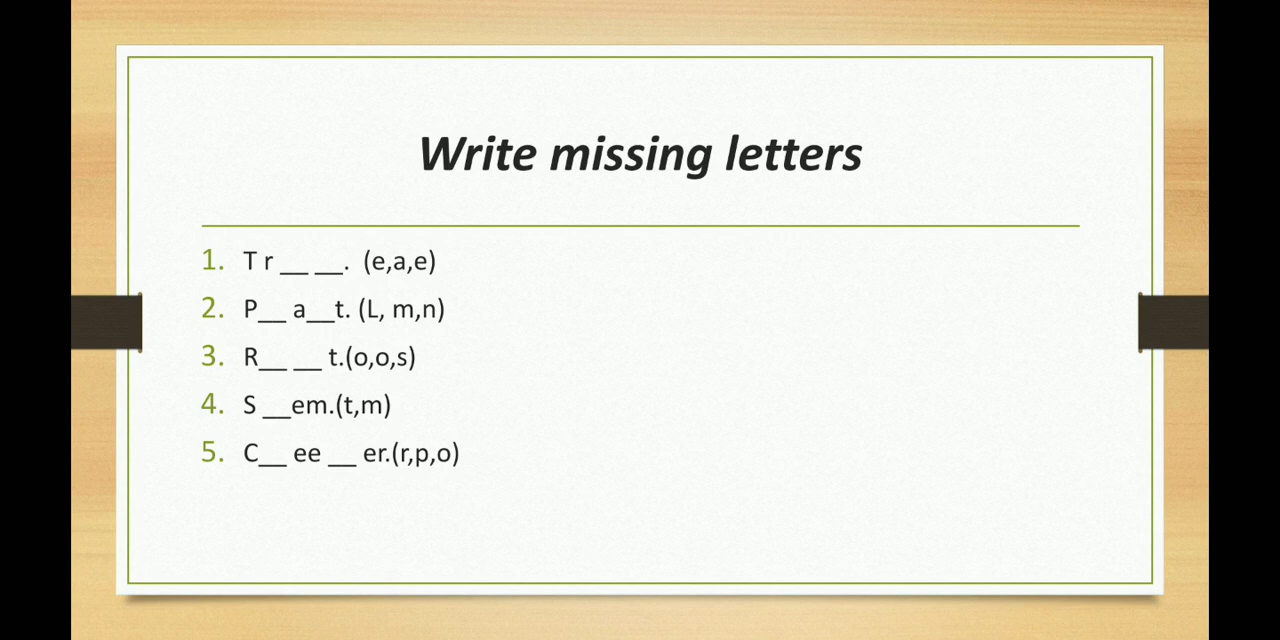 Write missing letters
1. T r __ __. (e,a,e)
2. P__ a__t. (L, m,n)
3. R__ __ t.(o,o,s)
4. S __em.(t,m)
5. C__ ee __ er.(r,p,o)